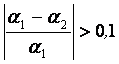 |(α₁ − α₂) / α₁| > 0,1